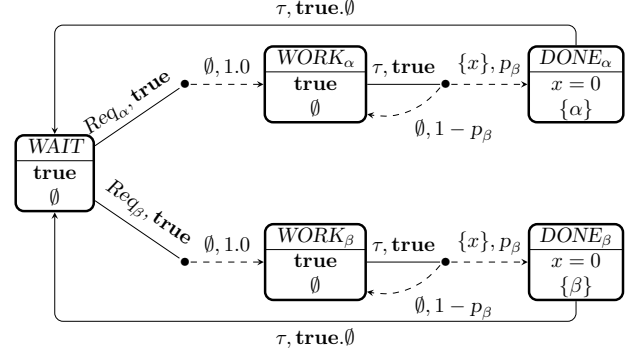 τ, true.∅
WORK_α
true
∅
DONE_α
x = 0
{α}
∅, 1.0
τ, true
{x}, p_β
∅, 1 − p_β
Req_α, true
WAIT
true
∅
Req_β, true
∅, 1.0
WORK_β
true
∅
τ, true
{x}, p_β
∅, 1 − p_β
DONE_β
x = 0
{β}
τ, true.∅